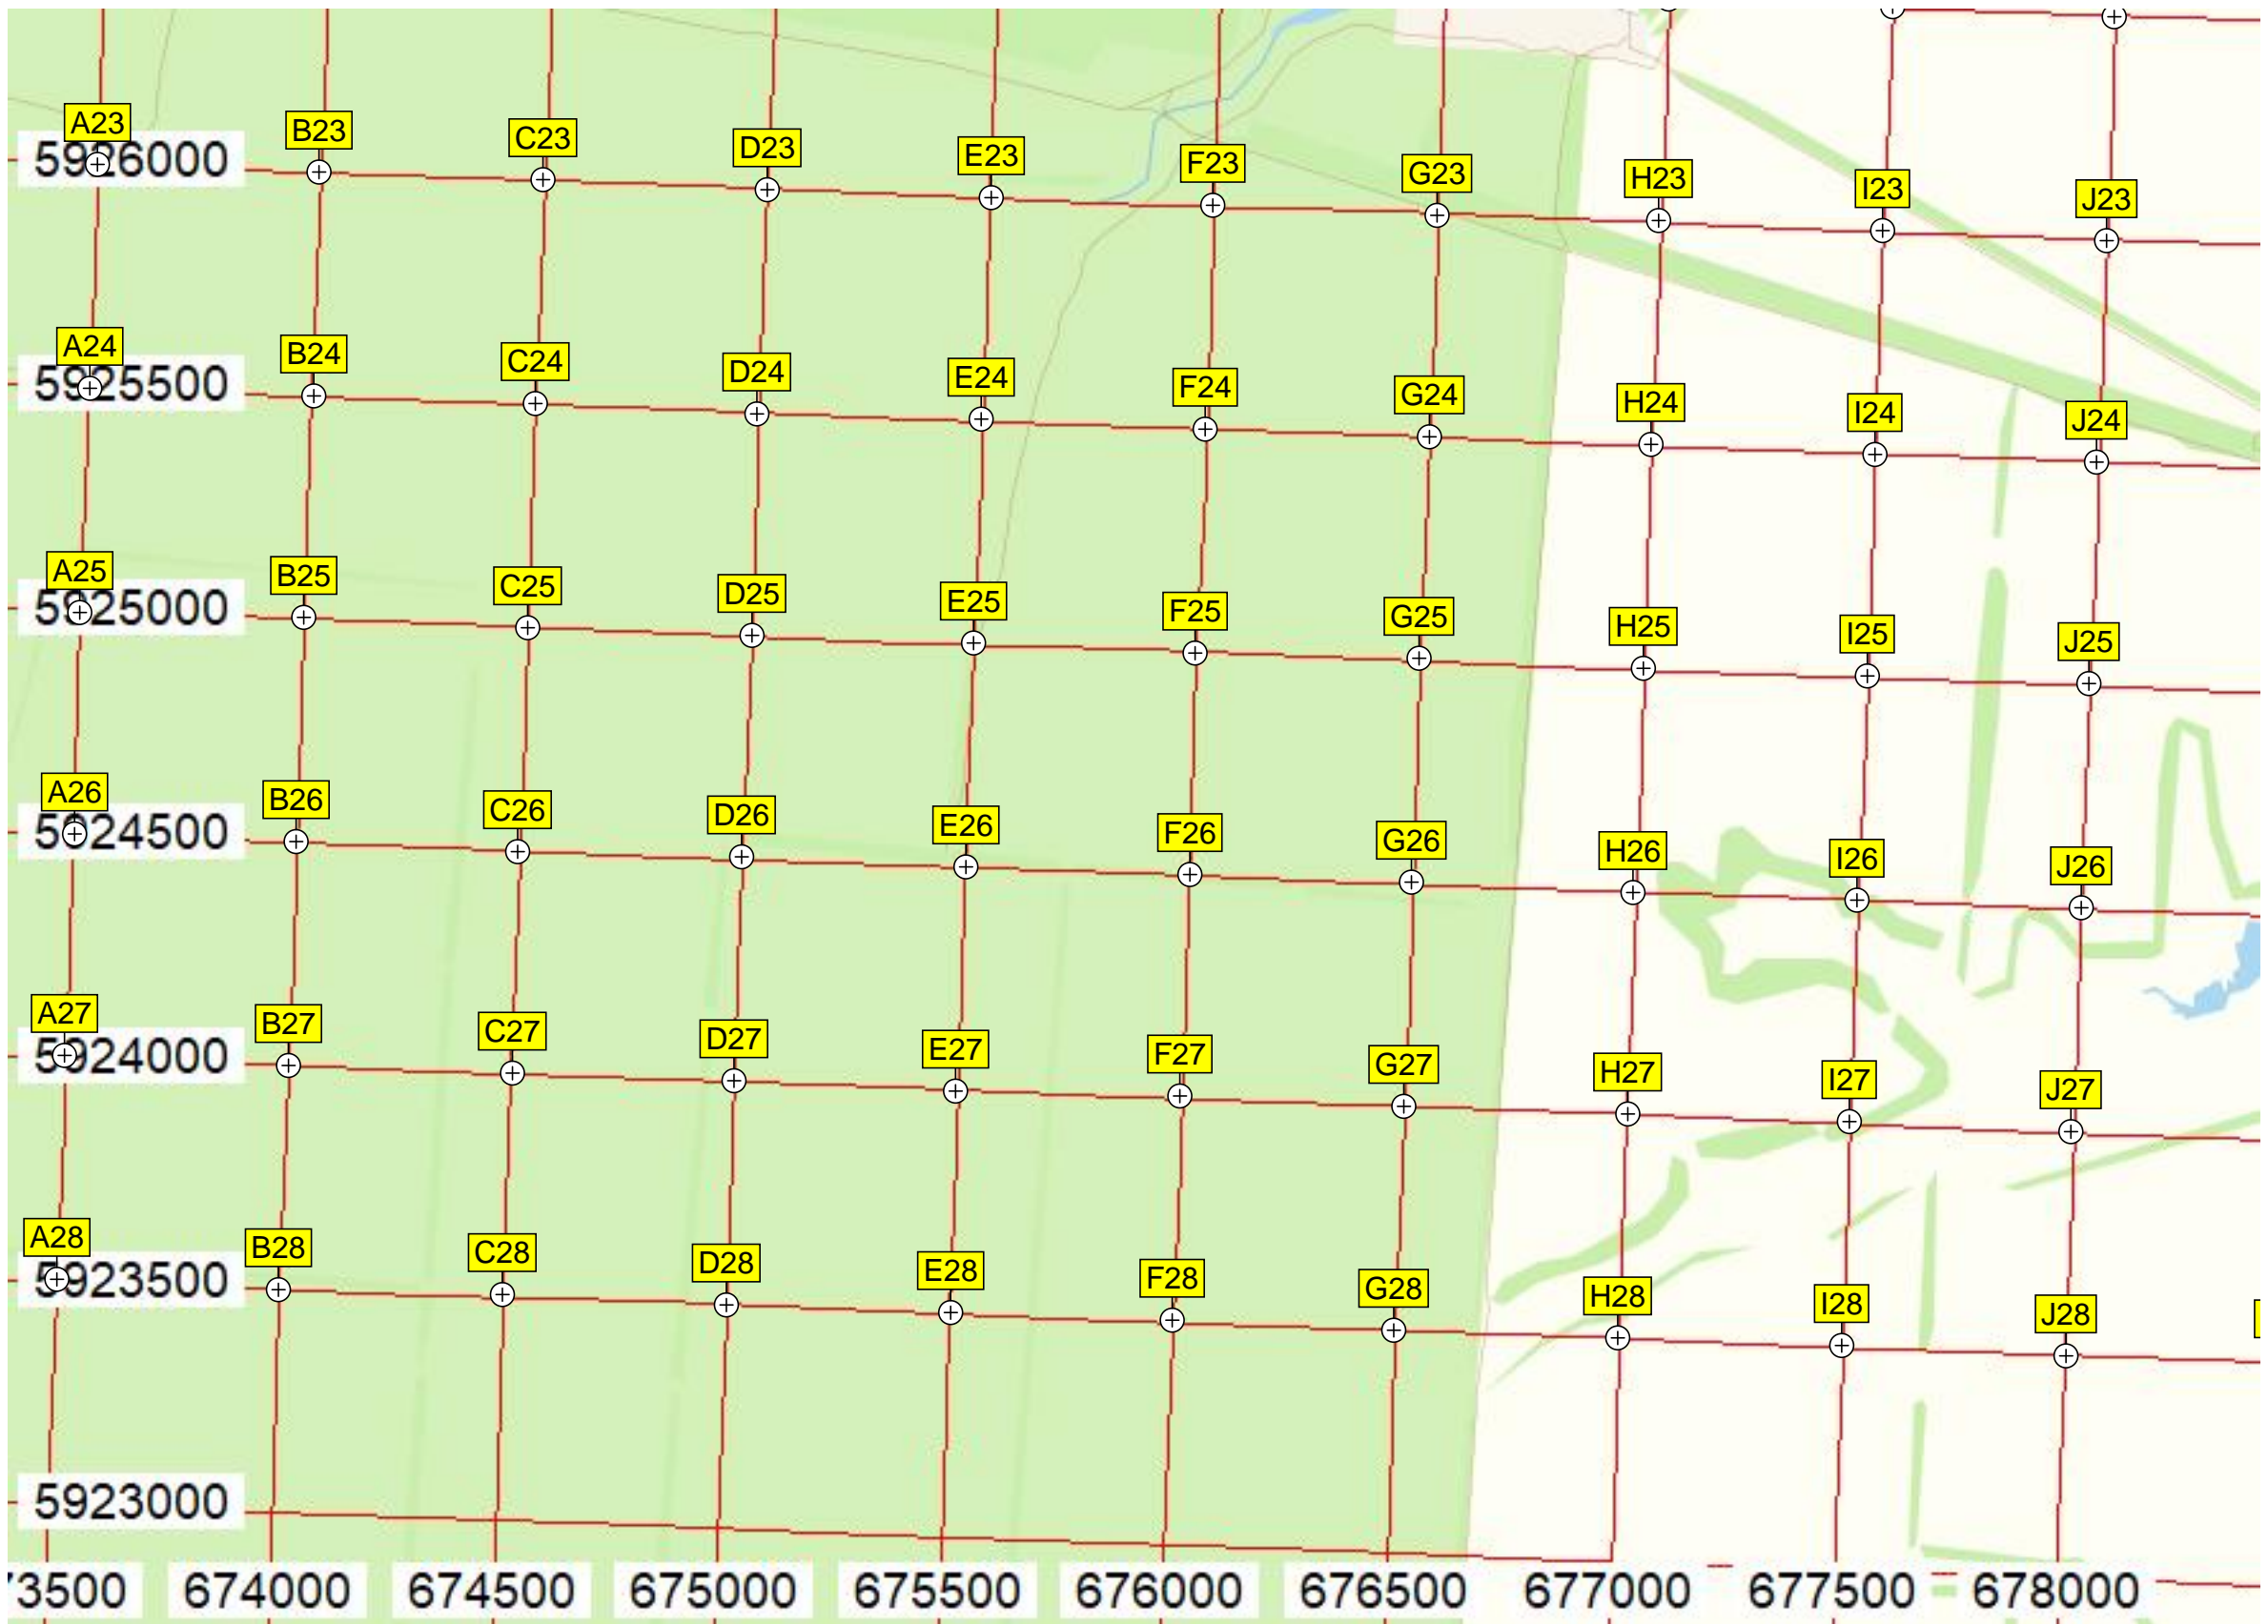 A23 B23 C23 D23 E23 F23 G23 H23 I23 J23
5926000
A24 B24 C24 D24 E24 F24 G24 H24 I24 J24
5925500
A25 B25 C25 D25 E25 F25 G25 H25 I25 J25
5925000
A26 B26 C26 D26 E26 F26 G26 H26 I26 J26
5924500
A27 B27 C27 D27 E27 F27 G27 H27 I27 J27
5924000
A28 B28 C28 D28 E28 F28 G28 H28 I28 J28
5923500
5923000
73500 674000 674500 675000 675500 676000 676500 677000 677500 678000